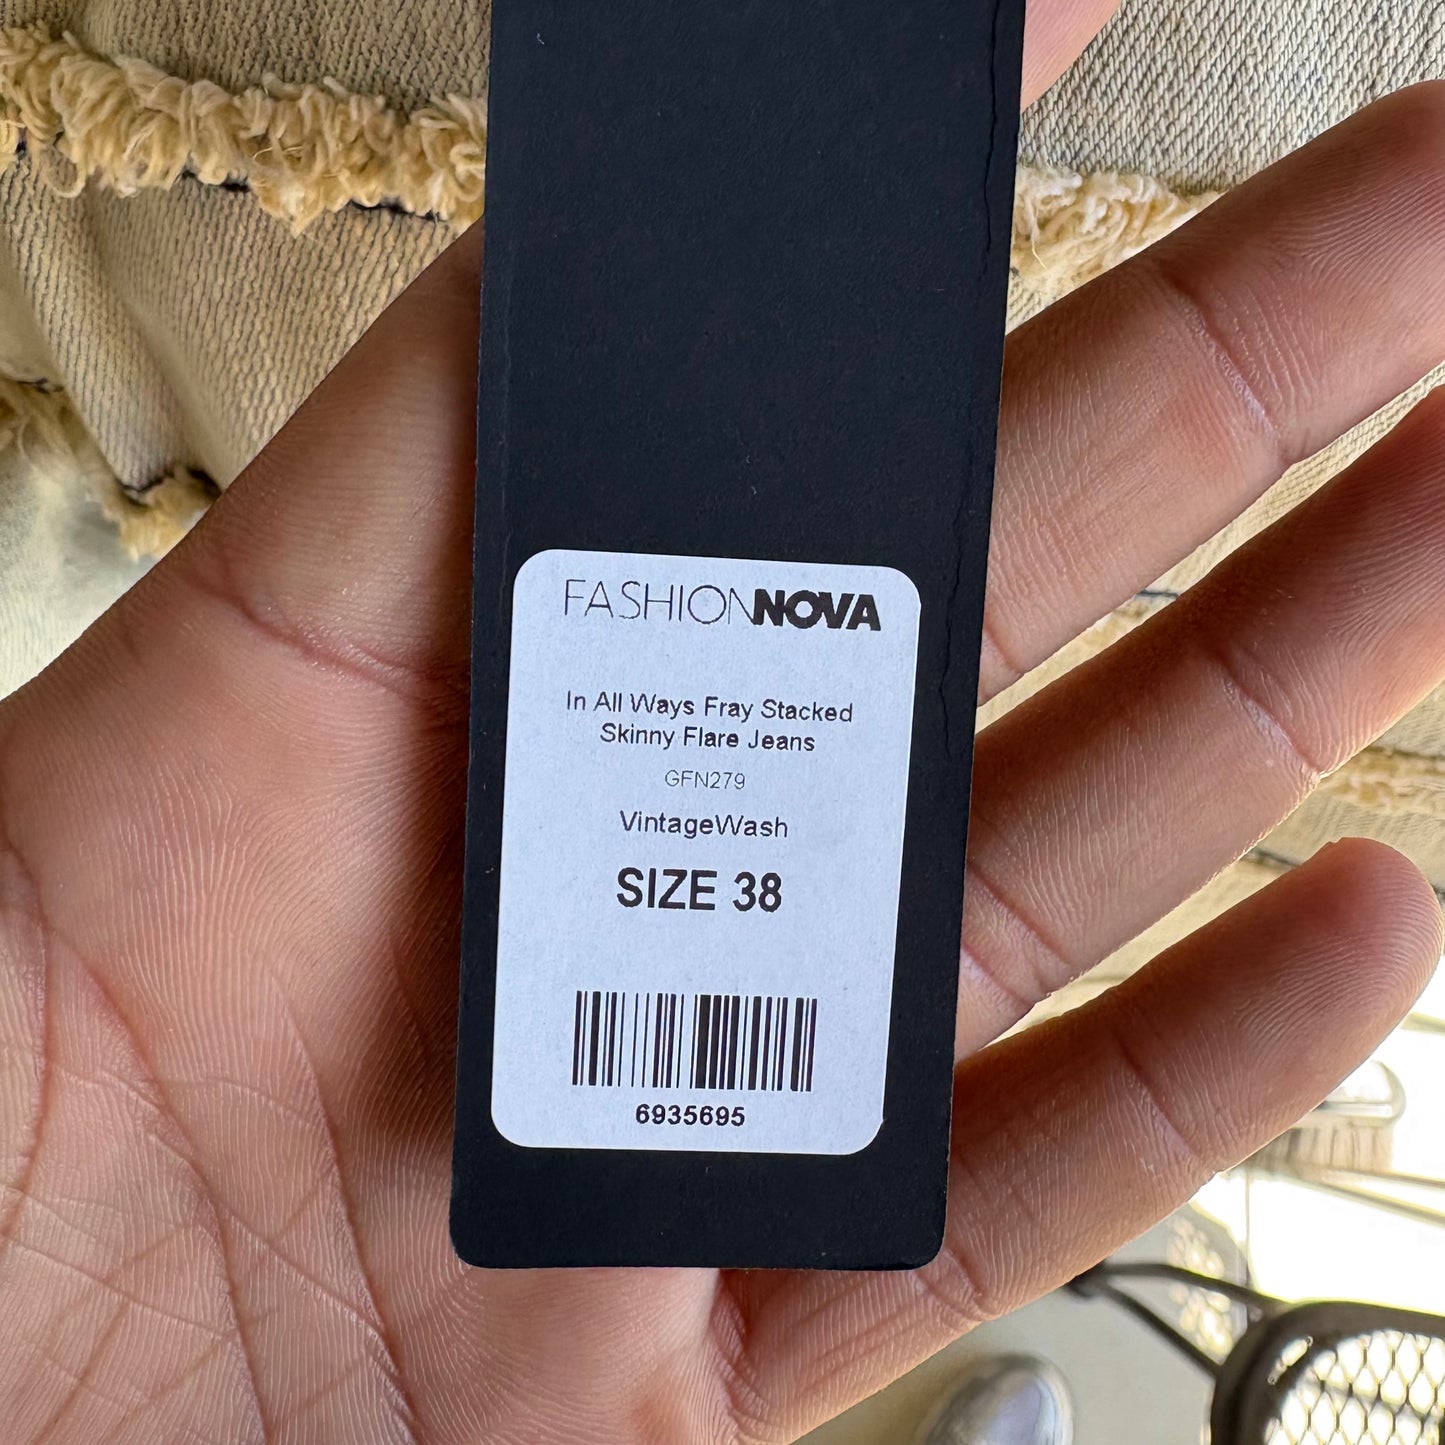 FASHIONNOVA
In All Ways Fray Stacked
Skinny Flare Jeans
GFN279
VintageWash
SIZE 38
6935695